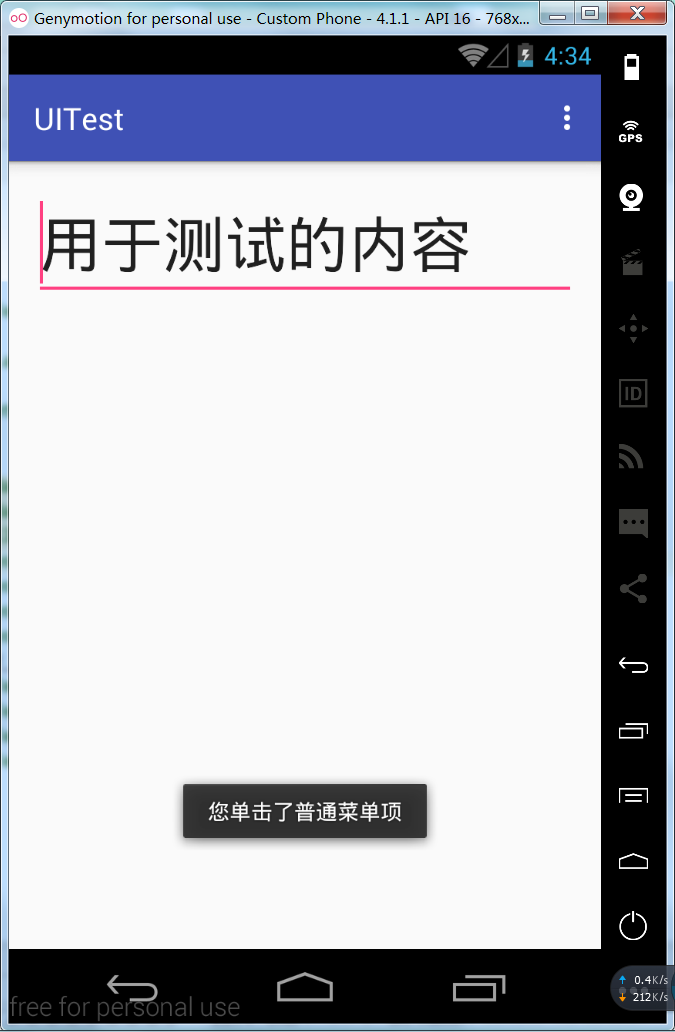 Genymotion for personal use - Custom Phone - 4.1.1 - API 16 - 768x...
4:34
UITest
GPS
用于测试的内容
ID
您单击了普通菜单项
0.4K/s
212K/s
free for personal use